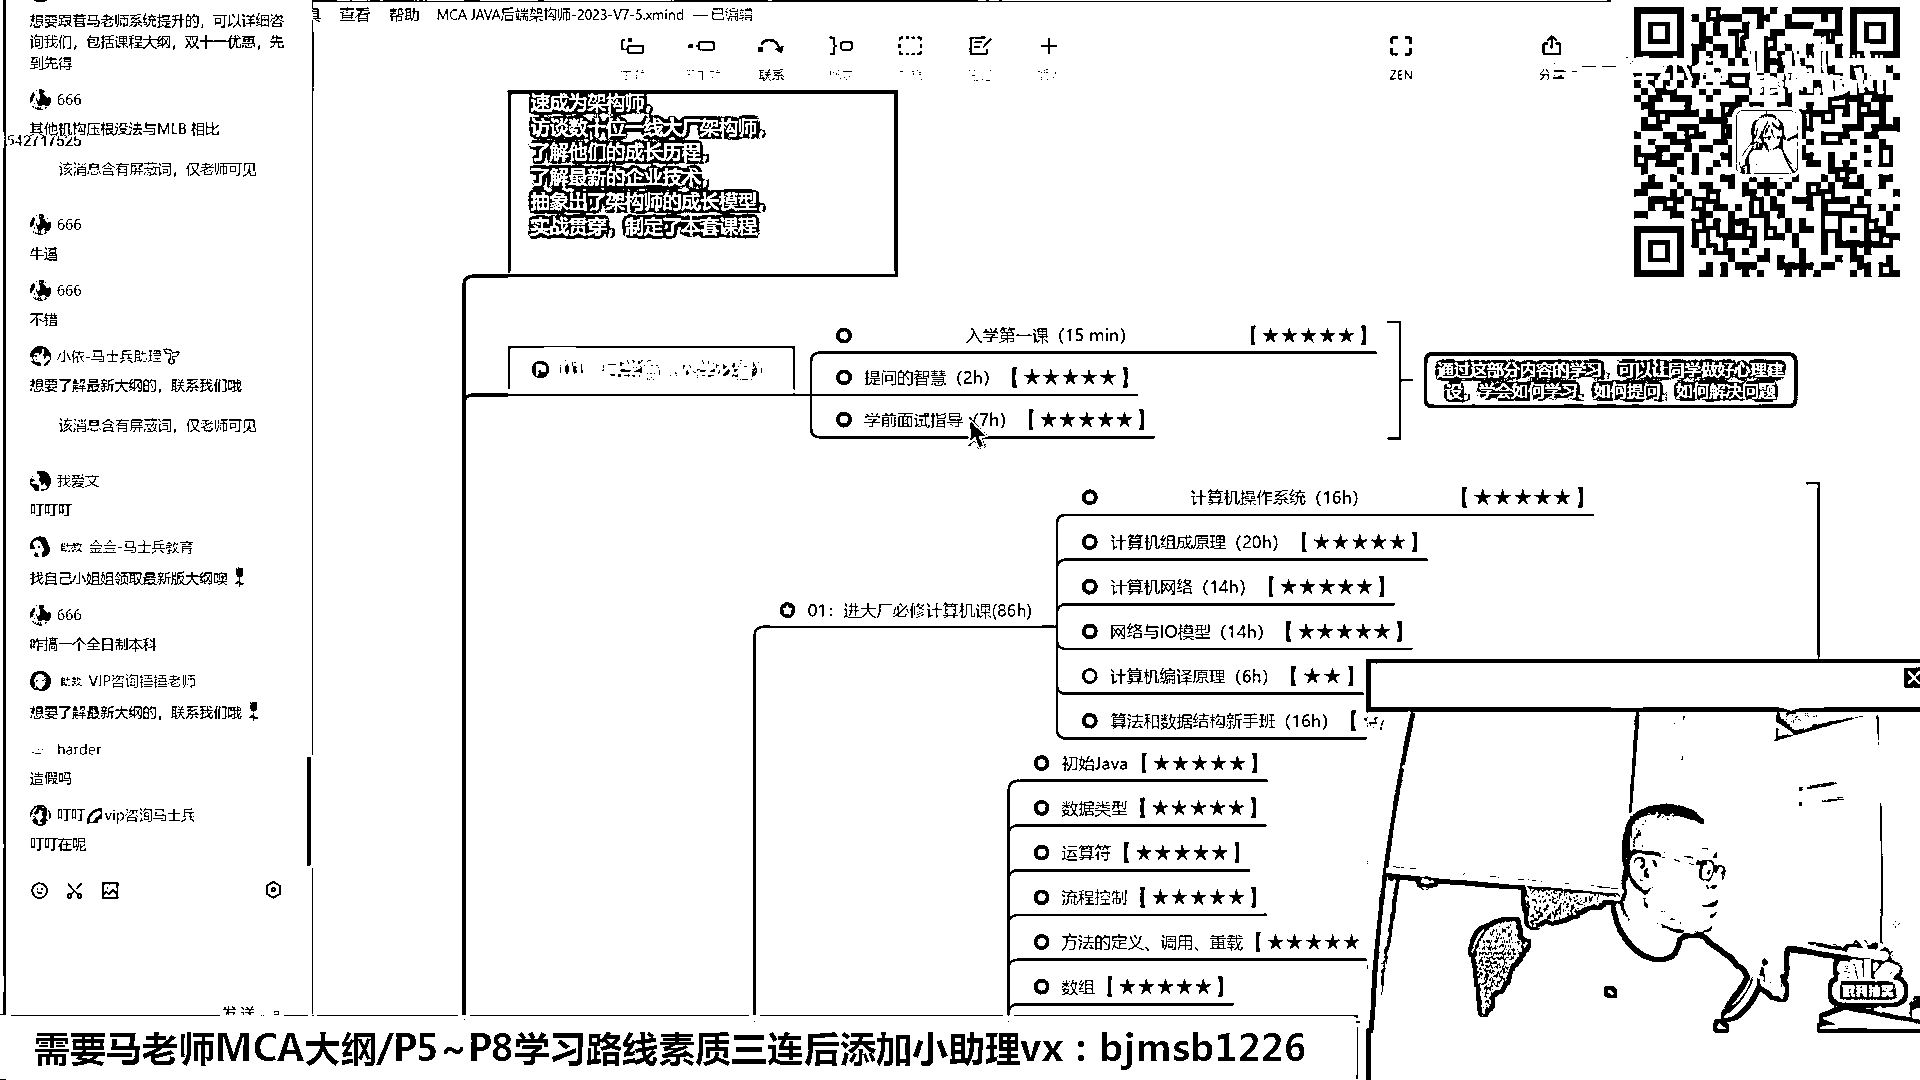 想要跟着马老师系统提升的，可以详细咨
询我们，包括课程大纲，双十一优惠，先
到先得
666
其他机构压根没法与MLB 相比
542717525
该消息含有屏蔽词，仅老师可见
666
牛逼
666
不错
小依-马士兵助理
想要了解最新大纲的，联系我们哦
该消息含有屏蔽词，仅老师可见
我爱文
叮叮叮
金金-马士兵教育
找自己小姐姐领取最新版大纲噢
666
咋搞一个全日制本科
VIP咨询
想要了解最新大纲的，联系我们哦
harder
造假吗
叮叮 vip咨询马士兵
叮叮在呢
发送
查看 帮助 MCA JAVA后端架构师-2023-V7-5.xmind — 已编辑
联系
ZEN
速成为架构师，
访谈数十位一线大厂架构师，
了解他们的成长历程，
了解最新的企业技术，
抽象出了架构师的成长模型，
实战贯穿，制定了本套课程
入学第一课（15 min）【★★★★★】
提问的智慧（2h）【★★★★★】
学前面试指导（7h）【★★★★★】
通过这部分内容的学习，可以让同学做好心理建
设，学会如何学习、如何提问、如何解决问题
01：进大厂必修计算机课(86h)
计算机操作系统（16h）【★★★★★】
计算机组成原理（20h）【★★★★★】
计算机网络（14h）【★★★★★】
网络与IO模型（14h）【★★★★★】
计算机编译原理（6h）【★★】
算法和数据结构新手班（16h）【
初始Java【★★★★★】
数据类型【★★★★★】
运算符【★★★★★】
流程控制【★★★★★】
方法的定义、调用、重载【★★★★★
数组【★★★★★】
需要马老师MCA大纲/P5~P8学习路线素质三连后添加小助理vx：bjmsb1226